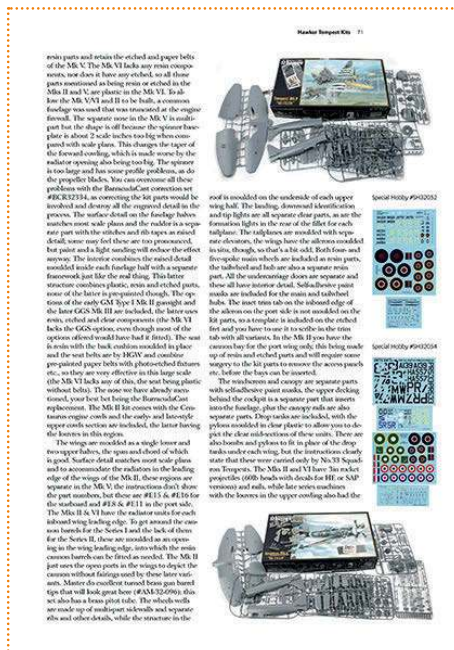 Hawker Tempest Kits 71
resin parts and retain the etched and paper belts
of the Mk V. The Mk VI lacks any resin compo-
nents, nor does it have any etched, so all those
parts mentioned as being resin or etched in the
Mks II and V, are plastic in the Mk VI. To al-
low the Mk V/VI and II to be built, a common
fuselage was used that was truncated at the engine
firewall. The separate nose in the Mk V is multi-
part but the shape is off because the spinner base-
plate is about 2 scale inches too big when com-
pared with scale plans. This changes the taper of
the forward cowling, which is made worse by the
radiator opening also being too big. The spinner
is too large and has some profile problems, as do
the propeller blades. You can overcome all these
problems with the BarracudaCast correction set
#BCR32334, as correcting the kit parts would be
involved and destroy all the engraved detail in the
process. The surface detail on the fuselage halves
matches most scale plans and the rudder is a sepa-
rate part with the stitches and rib tapes as raised
detail; some may feel these are too pronounced,
but paint and a light sanding will reduce the effect
anyway. The interior combines the raised detail
moulded inside each fuselage half with a separate
framework just like the real thing. This latter
structure combines plastic, resin and etched parts,
none of the latter is pre-painted though. The op-
tions of the early GM Type I Mk II gunsight and
the later GGS Mk III are included, the latter uses
resin, etched and clear components (the Mk VI
lacks the GGS option, even though most of the
options offered would have had it fitted). The seat
is resin with the back cushion moulded in place
and the seat belts are by HGW and combine
pre-painted paper belts with photo-etched fixtures
etc., so they are very effective in this large scale
(the Mk VI lacks any of this, the seat being plastic
without belts). The nose we have already men-
tioned, your best bet being the BarracudaCast
replacement. The Mk II kit comes with the Cen-
taurus engine cowls and the early- and late-style
upper cowls section are included, the latter having
the louvres in this region.
The wings are moulded as a single lower and
two upper halves, the span and chord of which
is good. Surface detail matches most scale plans
and to accommodate the radiators in the leading
edge of the wings of the Mk II, these regions are
separate in the Mk V; the instructions don't show
the part numbers, but these are #E15 & #E16 for
the starboard and #E8 & #E11 in the port side.
The Mks II & VI have the radiator units for each
inboard wing leading edge. To get around the can-
non barrels for the Series I and the lack of them
for the Series II, these are moulded as an open-
ing in the wing leading edge, into which the resin
cannon barrels can be fitted as needed. The Mk II
just uses the open ports in the wings to depict the
cannon without fairings used by these later vari-
ants. Master do excellent turned brass gun barrel
tips that will look great here (#AM-32-096); this
set also has a brass pitot tube. The wheels wells
are made up of multi-part sidewalls and separate
ribs and other details, while the structure in the
roof is moulded on the underside of each upper
wing half. The landing, downward identification
and tip lights are all separate clear parts, as are the
formation lights in the rear of the fillet for each
tailplane. The tailplanes are moulded with sepa-
rate elevators, the wings have the ailerons moulded
in situ, though, so that's a bit odd. Both four- and
five-spoke main wheels are included as resin parts,
the tailwheel and hub are also a separate resin
part. All the undercarriage doors are separate and
these all have interior detail. Self-adhesive paint
masks are included for the main and tailwheel
hubs. The inset trim tab on the inboard edge of
the aileron on the port side is not moulded on the
kit parts, so a template is included on the etched
fret and you have to use it to scribe in the trim
tab with all variants. In the Mk II you have the
cannon bay for the port wing only, this being made
up of resin and etched parts and will require some
surgery to the kit parts to remove the access panels
etc. before the bays can be inserted.
The windscreen and canopy are separate parts
with self-adhesive paint masks, the upper decking
behind the cockpit is a separate part that inserts
into the fuselage, plus the canopy rails are also
separate parts. Drop tanks are included, with the
pylons moulded in clear plastic to allow you to de-
pict the clear mid-sections of these units. There are
also bombs and pylons to fit in place of the drop
tanks under each wing, but the instructions clearly
state that these were carried only by No.33 Squad-
ron Tempests. The Mks II and VI have 3in rocket
projectiles (60lb heads with decals for HE or SAP
versions) and rails, while late series machines
with the louvres in the upper cowling also had the
Special Hobby #SH32052
Special Hobby #SH32054